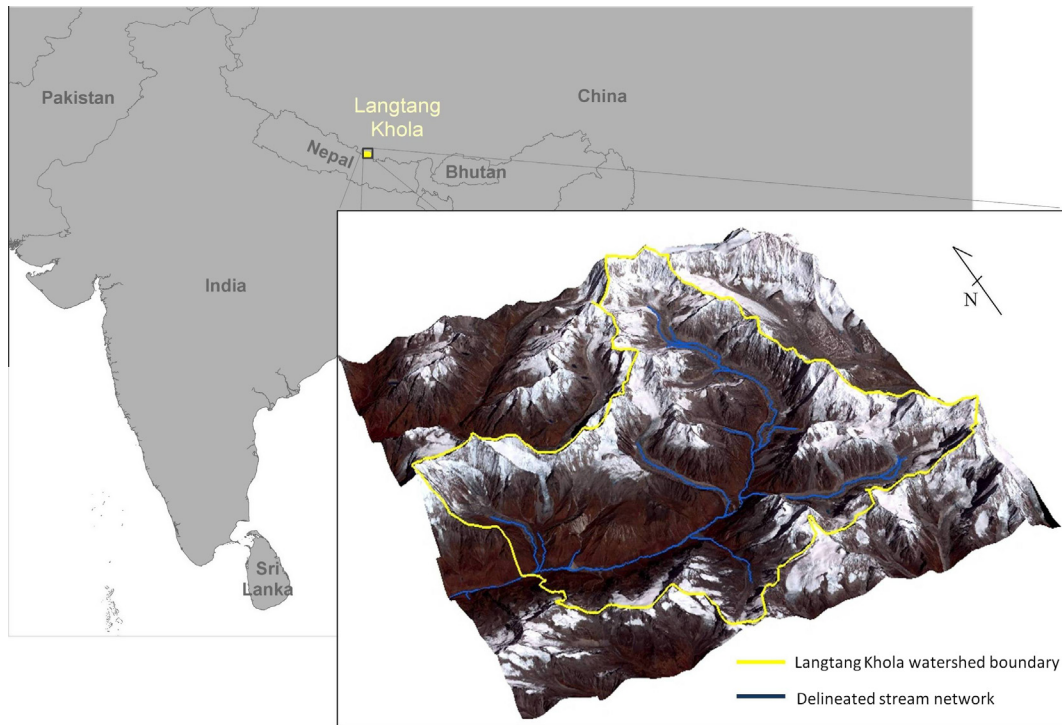 Pakistan
China
Langtang
Khola
Nepal
Bhutan
India
Sri
Lanka
N
Langtang Khola watershed boundary
Delineated stream network